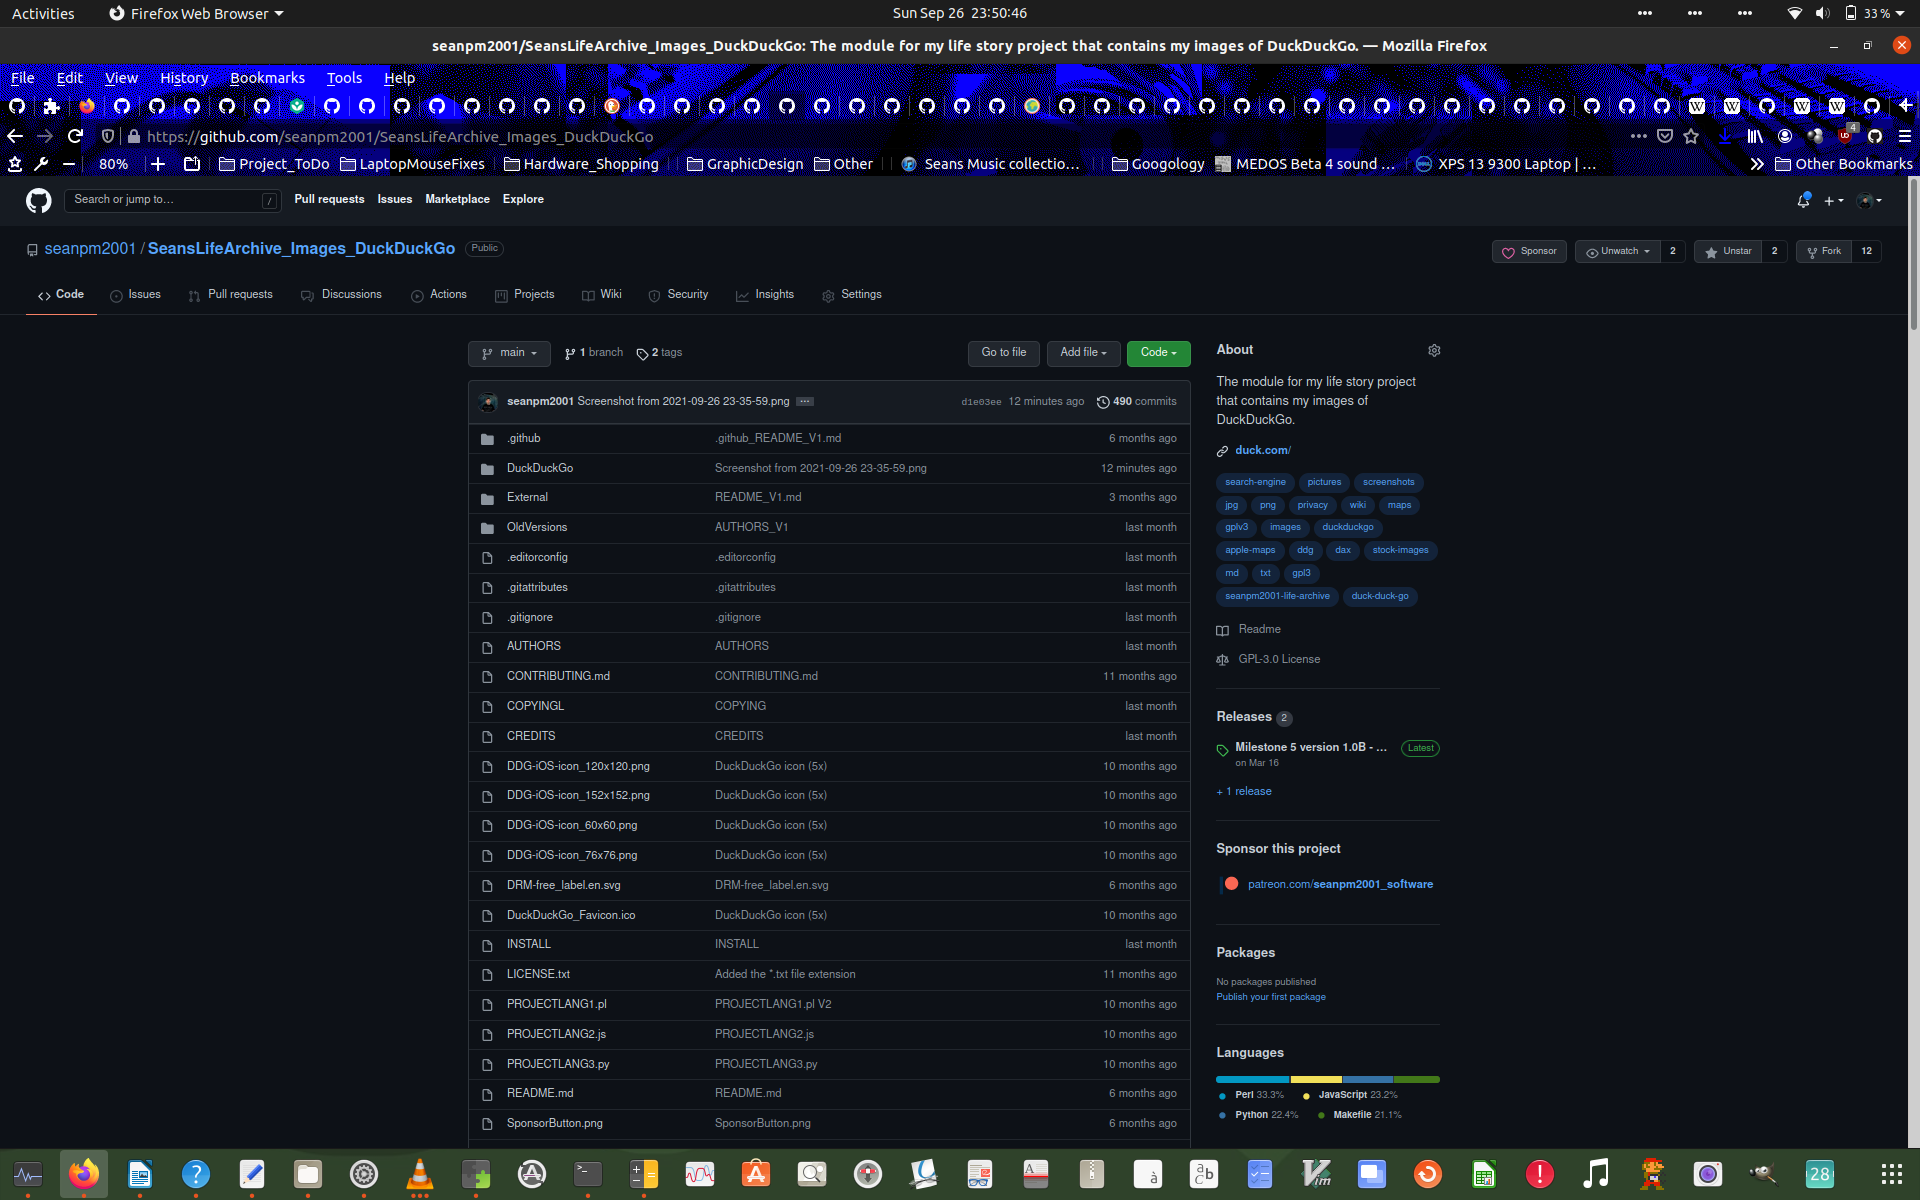 Activities Firefox Web Browser Sun Sep 26 23:50:46 33 %
seanpm2001/SeansLifeArchive_Images_DuckDuckGo: The module for my life story project that contains my images of DuckDuckGo. — Mozilla Firefox
File Edit View History Bookmarks Tools Help
https://github.com/seanpm2001/SeansLifeArchive_Images_DuckDuckGo 4
80% Project_ToDo LaptopMouseFixes Hardware_Shopping GraphicDesign Other Seans Music collectio... Googology MEDOS Beta 4 sound ... XPS 13 9300 Laptop | ... Other Bookmarks
Search or jump to... / Pull requests Issues Marketplace Explore
seanpm2001 / SeansLifeArchive_Images_DuckDuckGo Public Sponsor Unwatch 2 Unstar 2 Fork 12
Code Issues Pull requests Discussions Actions Projects Wiki Security Insights Settings
main 1 branch 2 tags Go to file Add file Code
seanpm2001 Screenshot from 2021-09-26 23-35-59.png ... d1e03ee 12 minutes ago 490 commits
.github .github_README_V1.md 6 months ago
DuckDuckGo Screenshot from 2021-09-26 23-35-59.png 12 minutes ago
External README_V1.md 3 months ago
OldVersions AUTHORS_V1 last month
.editorconfig .editorconfig last month
.gitattributes .gitattributes last month
.gitignore .gitignore last month
AUTHORS AUTHORS last month
CONTRIBUTING.md CONTRIBUTING.md 11 months ago
COPYINGL COPYING last month
CREDITS CREDITS last month
DDG-iOS-icon_120x120.png DuckDuckGo icon (5x) 10 months ago
DDG-iOS-icon_152x152.png DuckDuckGo icon (5x) 10 months ago
DDG-iOS-icon_60x60.png DuckDuckGo icon (5x) 10 months ago
DDG-iOS-icon_76x76.png DuckDuckGo icon (5x) 10 months ago
DRM-free_label.en.svg DRM-free_label.en.svg 6 months ago
DuckDuckGo_Favicon.ico DuckDuckGo icon (5x) 10 months ago
INSTALL INSTALL last month
LICENSE.txt Added the *.txt file extension 11 months ago
PROJECTLANG1.pl PROJECTLANG1.pl V2 10 months ago
PROJECTLANG2.js PROJECTLANG2.js 10 months ago
PROJECTLANG3.py PROJECTLANG3.py 10 months ago
README.md README.md 6 months ago
SponsorButton.png SponsorButton.png 6 months ago
About
The module for my life story project
that contains my images of
DuckDuckGo.
duck.com/
search-engine pictures screenshots
jpg png privacy wiki maps
gplv3 images duckduckgo
apple-maps ddg dax stock-images
md txt gpl3
seanpm2001-life-archive duck-duck-go
Readme
GPL-3.0 License
Releases 2
Milestone 5 version 1.0B - ... Latest
on Mar 16
+ 1 release
Sponsor this project
patreon.com/seanpm2001_software
Packages
No packages published
Publish your first package
Languages
Perl 33.3% JavaScript 23.2%
Python 22.4% Makefile 21.1%
28